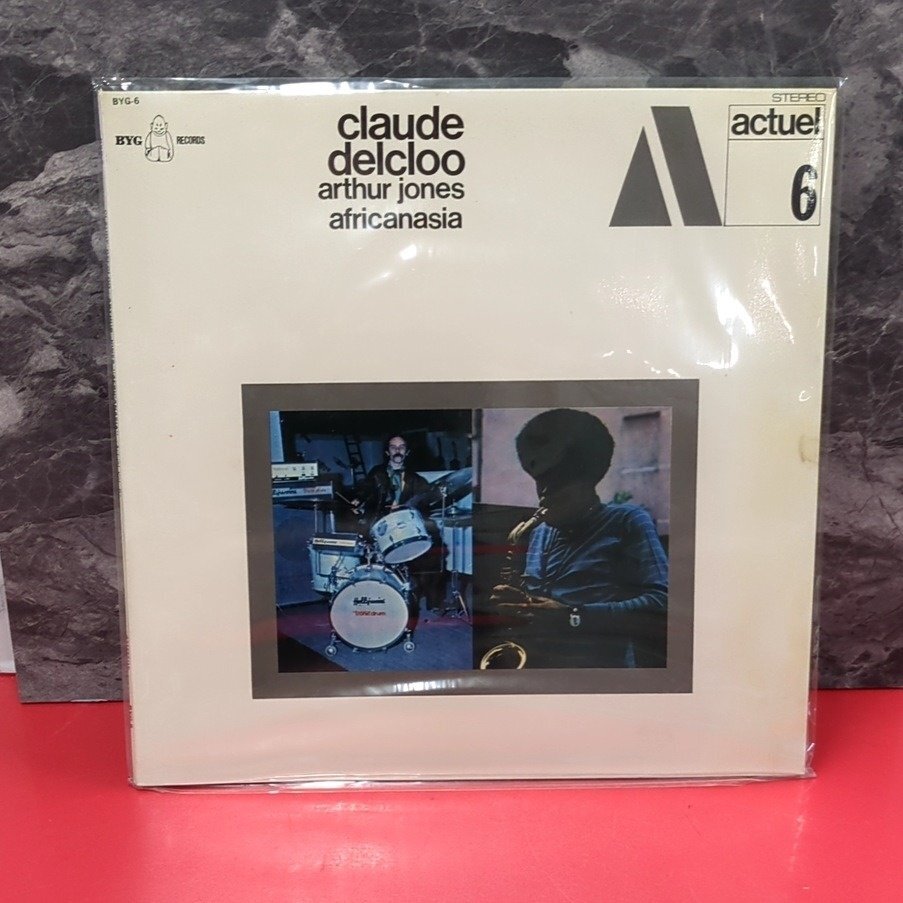 BYG-6
BYG RECORDS
claude
delcloo
arthur jones
africanasia
STEREO
actuel
6